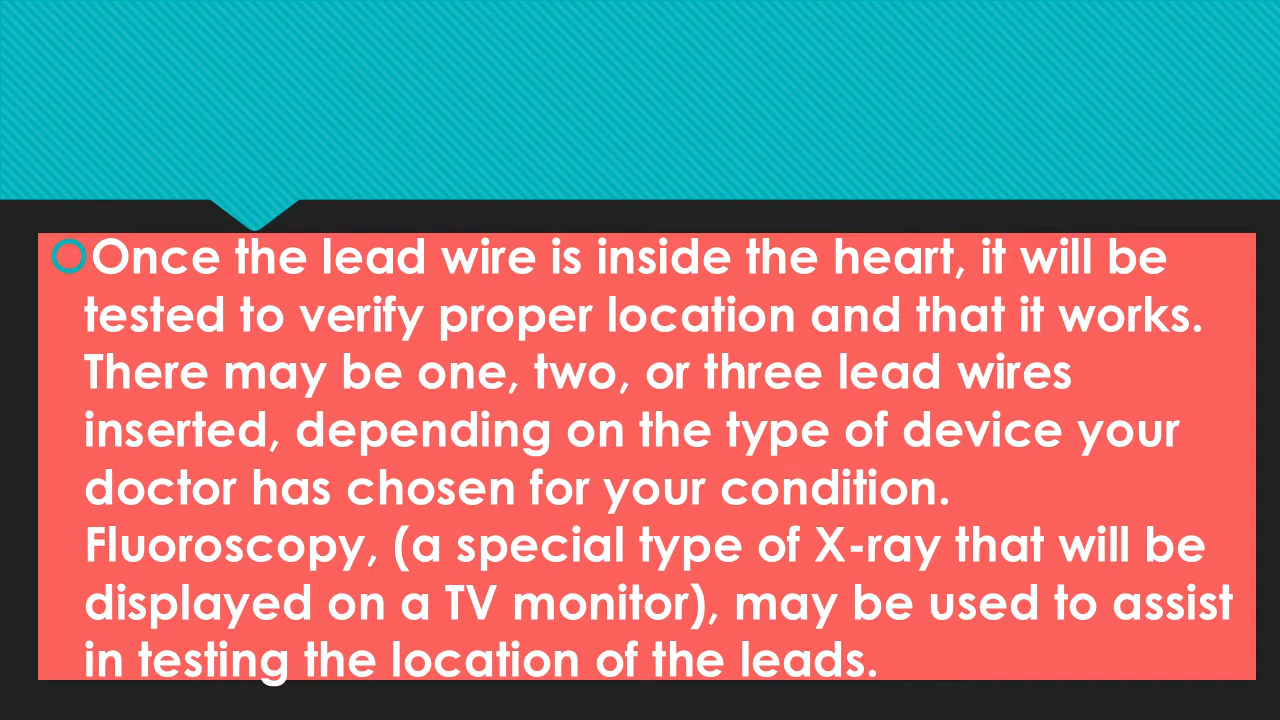 Once the lead wire is inside the heart, it will be
tested to verify proper location and that it works.
There may be one, two, or three lead wires
inserted, depending on the type of device your
doctor has chosen for your condition.
Fluoroscopy, (a special type of X-ray that will be
displayed on a TV monitor), may be used to assist
in testing the location of the leads.